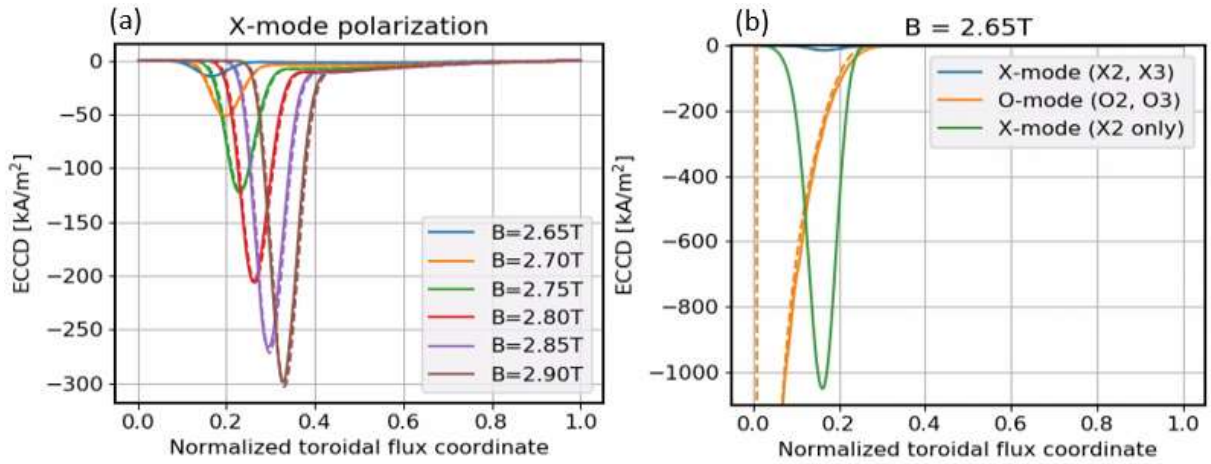 (a)
X-mode polarization
0
−50
−100
−150
−200
−250
−300
ECCD [kA/m²]
B=2.65T
B=2.70T
B=2.75T
B=2.80T
B=2.85T
B=2.90T
0.0 0.2 0.4 0.6 0.8 1.0
Normalized toroidal flux coordinate
(b)
B = 2.65T
0
−200
−400
−600
−800
−1000
ECCD [kA/m²]
X-mode (X2, X3)
O-mode (O2, O3)
X-mode (X2 only)
0.0 0.2 0.4 0.6 0.8 1.0
Normalized toroidal flux coordinate